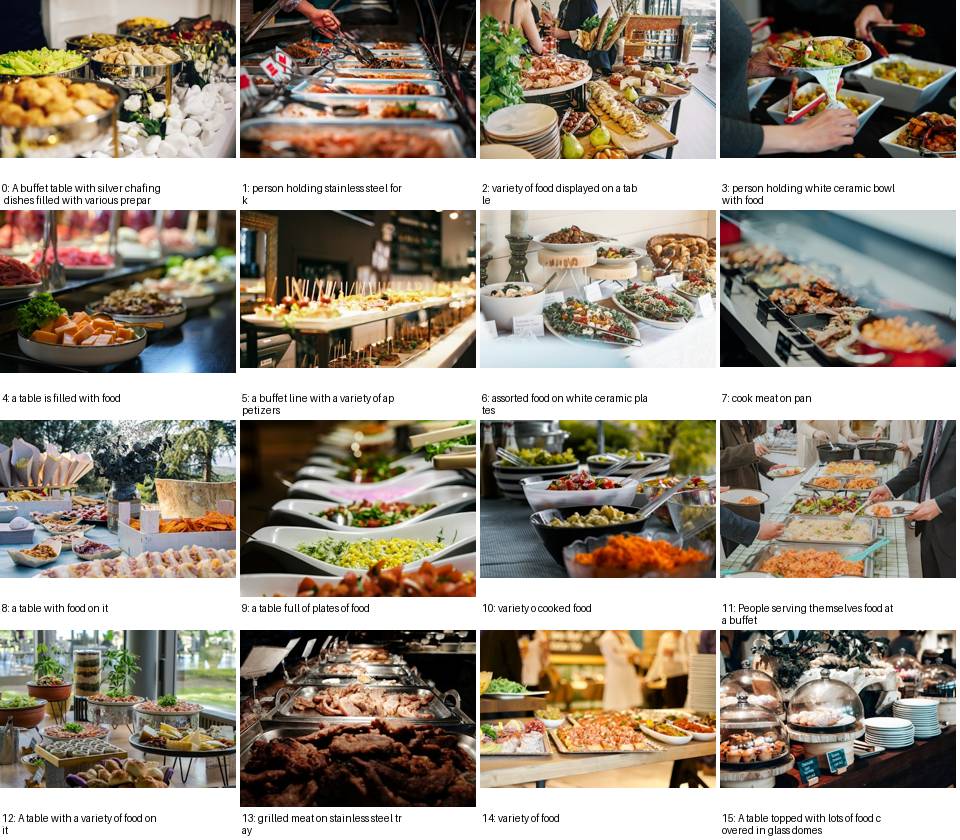 0: A buffet table with silver chafing
dishes filled with various prepar
1: person holding stainless steel for
k
2: variety of food displayed on a tab
le
3: person holding white ceramic bowl
with food
4: a table is filled with food
5: a buffet line with a variety of ap
petizers
6: assorted food on white ceramic pla
tes
7: cook meat on pan
8: a table with food on it
9: a table full of plates of food
10: variety o cooked food
11: People serving themselves food at
a buffet
12: A table with a variety of food on
it
13: grilled meat on stainless steel tr
ay
14: variety of food
15: A table topped with lots of food c
overed in glass domes